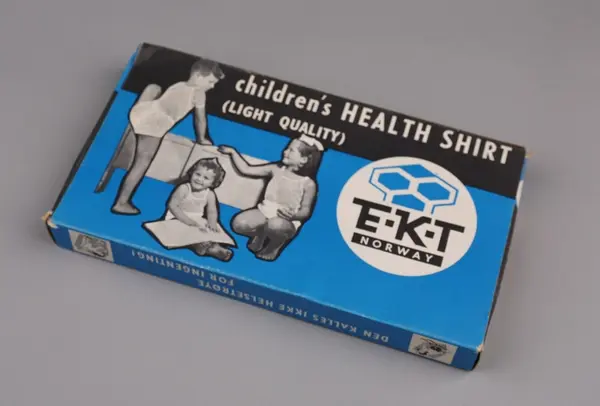 children's HEALTH SHIRT
(LIGHT QUALITY)
E·K·T
NORWAY
DEN KALLES IKKE HELSETRØYE
FOR INGENTING!